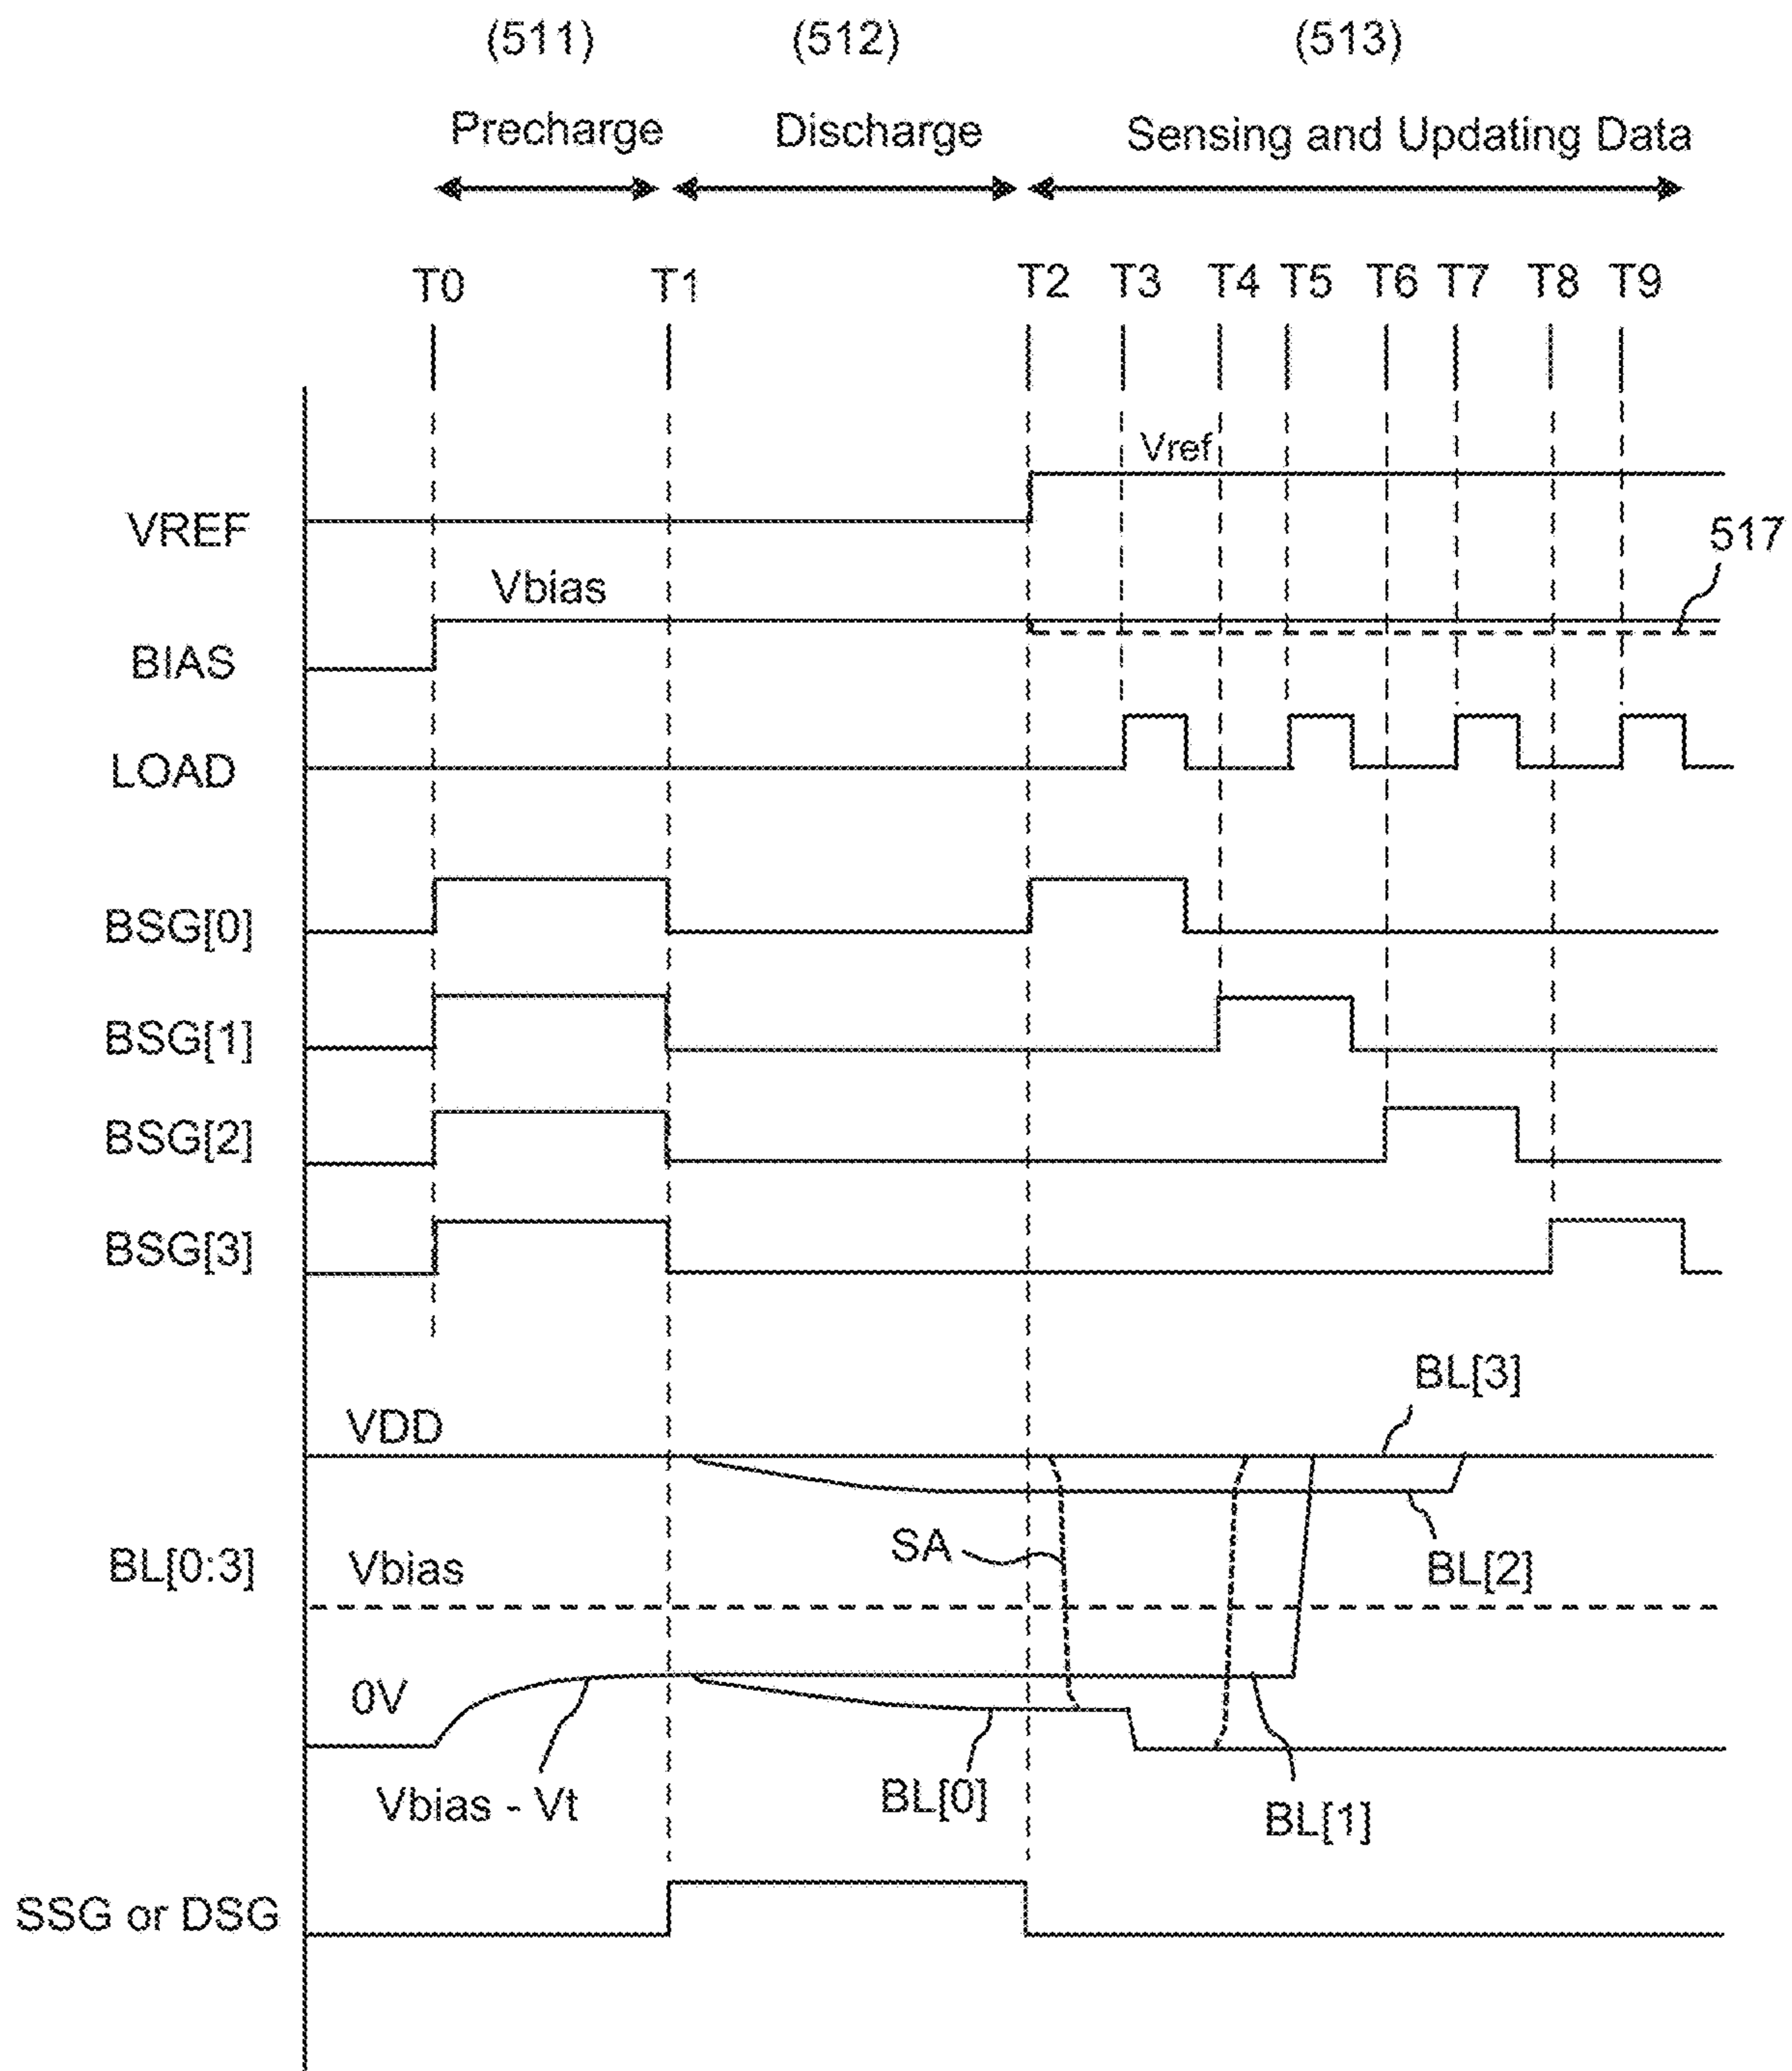 (511) (512) (513)
Precharge Discharge Sensing and Updating Data
T0 T1 T2 T3 T4 T5 T6 T7 T8 T9
Vref
VREF
517
Vbias
BIAS
LOAD
BSG[0]
BSG[1]
BSG[2]
BSG[3]
BL[3]
VDD
SA
BL[0:3] Vbias BL[2]
0V
Vbias - Vt BL[0] BL[1]
SSG or DSG